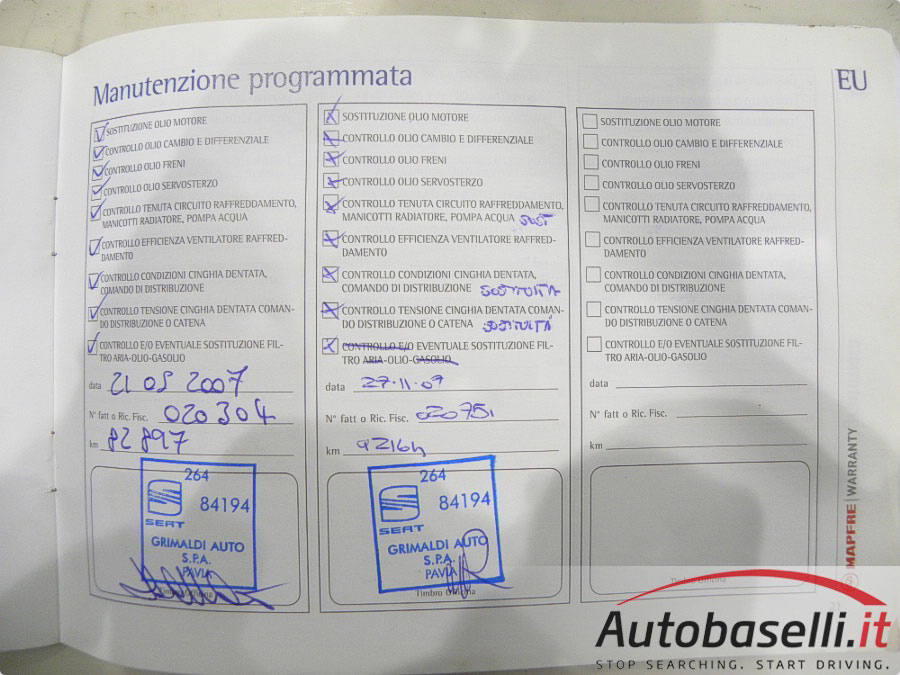 Manutenzione programmata
EU
SOSTITUZIONE OLIO MOTORE
CONTROLLO OLIO CAMBIO E DIFFERENZIALE
CONTROLLO OLIO FRENI
CONTROLLO OLIO SERVOSTERZO
CONTROLLO TENUTA CIRCUITO RAFFREDDAMENTO,
MANICOTTI RADIATORE, POMPA ACQUA
CONTROLLO EFFICIENZA VENTILATORE RAFFRED-
DAMENTO
CONTROLLO CONDIZIONI CINGHIA DENTATA,
COMANDO DI DISTRIBUZIONE
CONTROLLO TENSIONE CINGHIA DENTATA COMAN-
DO DISTRIBUZIONE O CATENA
CONTROLLO E/O EVENTUALE SOSTITUZIONE FIL-
TRO ARIA-OLIO-GASOLIO
data 21 05 2007
N° fatt o Ric. Fisc. 020304
km 82897
264
84194
SEAT
GRIMALDI AUTO
S.P.A.
PAVIA
Timbro Officina
SOSTITUZIONE OLIO MOTORE
CONTROLLO OLIO CAMBIO E DIFFERENZIALE
CONTROLLO OLIO FRENI
CONTROLLO OLIO SERVOSTERZO
CONTROLLO TENUTA CIRCUITO RAFFREDDAMENTO,
MANICOTTI RADIATORE, POMPA ACQUA SOST
CONTROLLO EFFICIENZA VENTILATORE RAFFRED-
DAMENTO
CONTROLLO CONDIZIONI CINGHIA DENTATA,
COMANDO DI DISTRIBUZIONE SOSTITUITA
CONTROLLO TENSIONE CINGHIA DENTATA COMAN-
DO DISTRIBUZIONE O CATENA SOSTITUITA
CONTROLLO E/O EVENTUALE SOSTITUZIONE FIL-
TRO ARIA-OLIO-GASOLIO
data 27.11.09
N° fatt o Ric. Fisc. 020751
km 92164
264
84194
SEAT
GRIMALDI AUTO
S.P.A.
PAVIA
Timbro Officina
SOSTITUZIONE OLIO MOTORE
CONTROLLO OLIO CAMBIO E DIFFERENZIALE
CONTROLLO OLIO FRENI
CONTROLLO OLIO SERVOSTERZO
CONTROLLO TENUTA CIRCUITO RAFFREDDAMENTO,
MANICOTTI RADIATORE, POMPA ACQUA
CONTROLLO EFFICIENZA VENTILATORE RAFFRED-
DAMENTO
CONTROLLO CONDIZIONI CINGHIA DENTATA,
COMANDO DI DISTRIBUZIONE
CONTROLLO TENSIONE CINGHIA DENTATA COMAN-
DO DISTRIBUZIONE O CATENA
CONTROLLO E/O EVENTUALE SOSTITUZIONE FIL-
TRO ARIA-OLIO-GASOLIO
data
N° fatt o Ric. Fisc.
km
Timbro Officina
MAPFRE | WARRANTY
Autobaselli.it
STOP SEARCHING. START DRIVING.